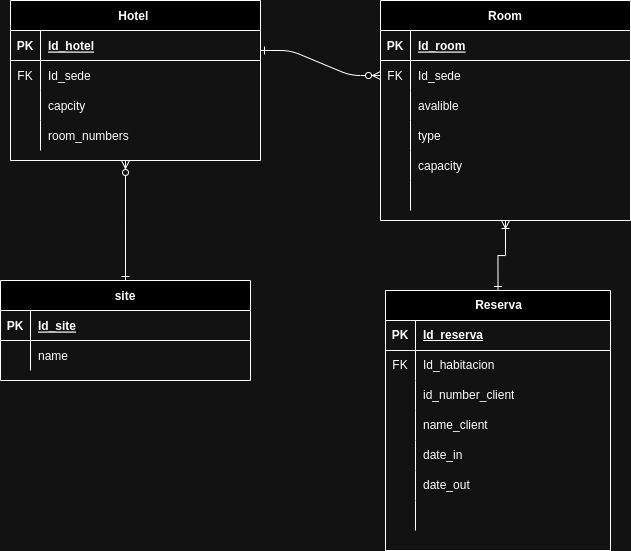 Hotel
PK Id_hotel
FK Id_sede
capcity
room_numbers
Room
PK Id_room
FK Id_sede
avalible
type
capacity
site
PK Id_site
name
Reserva
PK Id_reserva
FK Id_habitacion
id_number_client
name_client
date_in
date_out